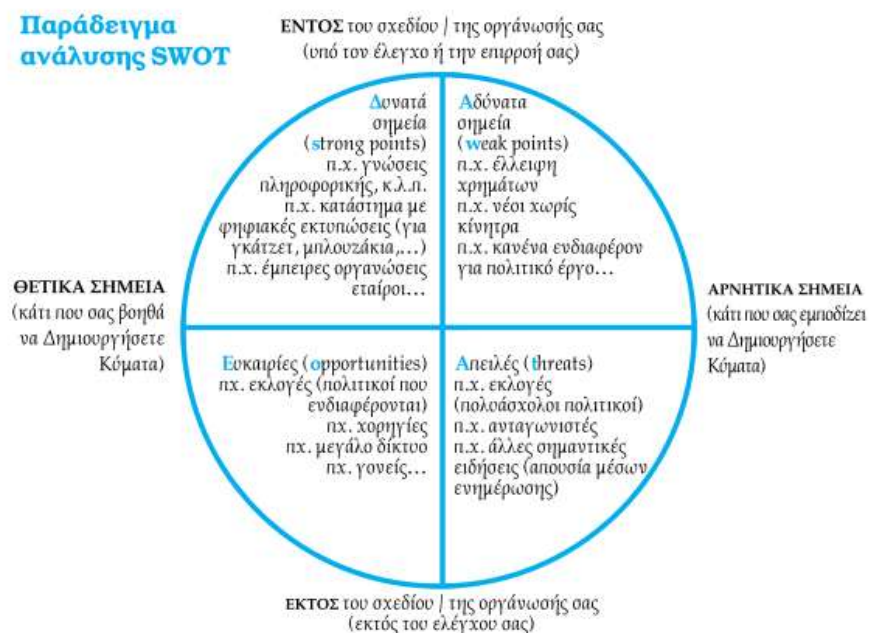 Παράδειγμα
ανάλυσης SWOT
ΕΝΤΟΣ του σχεδίου / της οργάνωσής σας
(υπό τον έλεγχο ή την επιρροή σας)
Δυνατά
σημεία
(strong points)
π.χ. γνώσεις
πληροφορικής, κ.λ.π.
π.χ. κατάστημα με
ψηφιακές εκτυπώσεις (για
γκάτζετ, μπλουζάκια,...)
π.χ. έμπειρες οργανώσεις
εταίροι...
Αδύνατα
σημεία
(weak points)
π.χ. έλλειψη
χρημάτων
π.χ. νέοι χωρίς
κίνητρα
π.χ. κανένα ενδιαφέρον
για πολιτικό έργο...
ΘΕΤΙΚΑ ΣΗΜΕΙΑ
(κάτι που σας βοηθά
να Δημιουργήσετε
Κύματα)
ΑΡΝΗΤΙΚΑ ΣΗΜΕΙΑ
(κάτι που σας εμποδίζει
να Δημιουργήσετε
Κύματα)
Ευκαιρίες (opportunities)
πχ. εκλογές (πολιτικοί που
ενδιαφέρονται)
πχ. χορηγίες
πχ. μεγάλο δίκτυο
πχ. γονείς...
Απειλές (threats)
π.χ. εκλογές
(πολυάσχολοι πολιτικοί)
π.χ. ανταγωνιστές
π.χ. άλλες σημαντικές
ειδήσεις (απουσία μέσων
ενημέρωσης)
ΕΚΤΟΣ του σχεδίου / της οργάνωσής σας
(εκτός του ελέγχου σας)